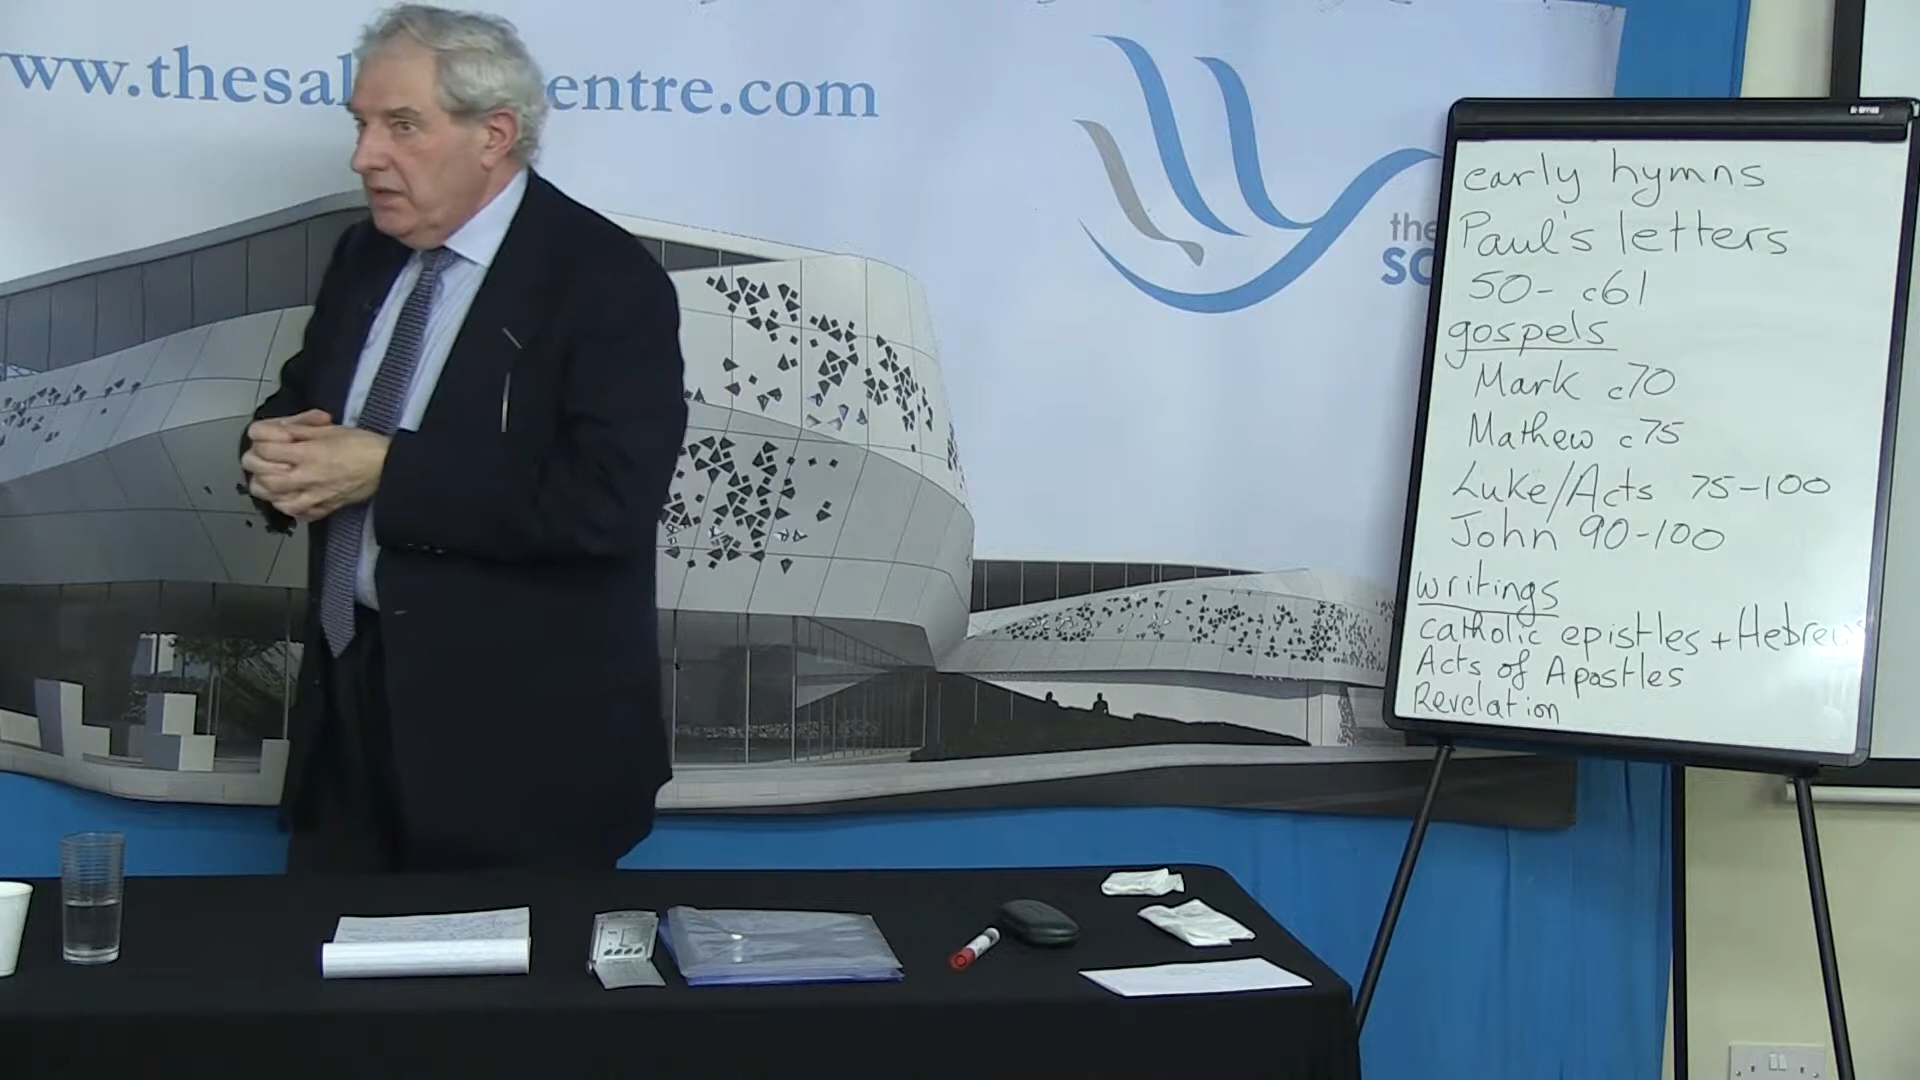 www.thesal entre.com
the
sc
early hymns
Paul's letters
50- c61
gospels
Mark c70
Mathew c75
Luke/Acts 75-100
John 90-100
writings
catholic epistles + Hebrews
Acts of Apostles
Revelation